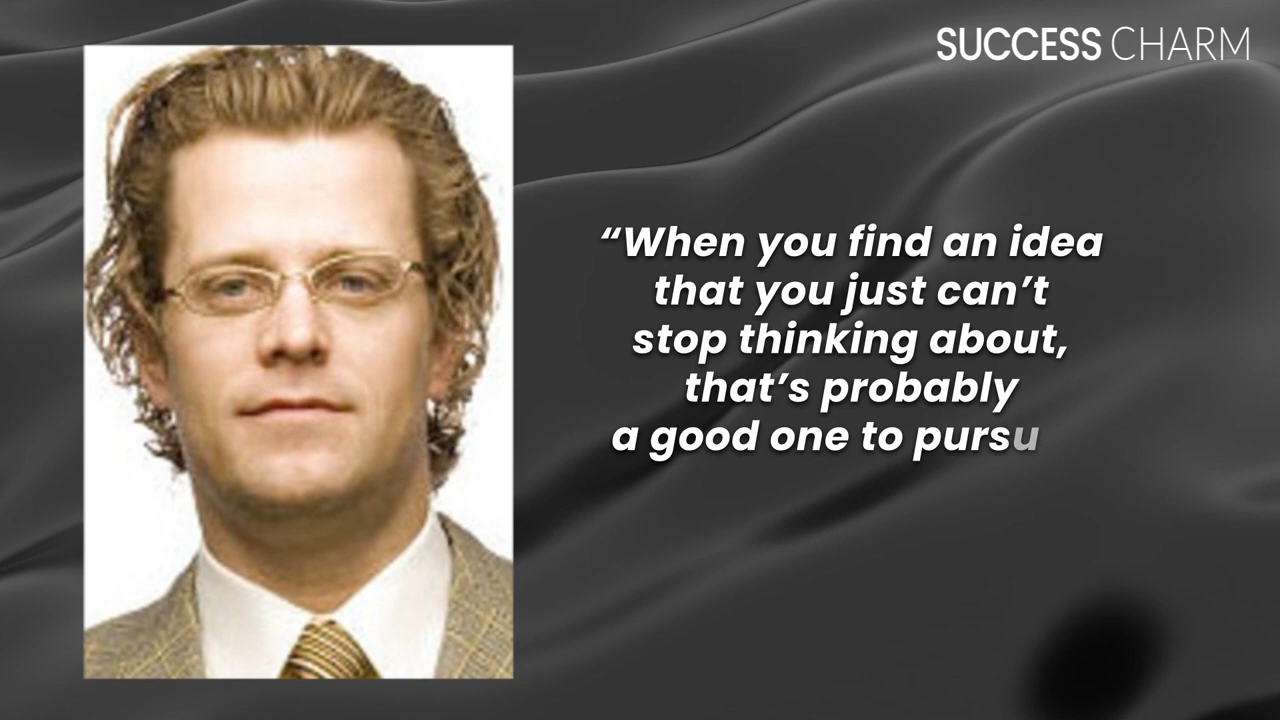 SUCCESS CHARM
“When you find an idea
that you just can’t
stop thinking about,
that’s probably
a good one to pursu